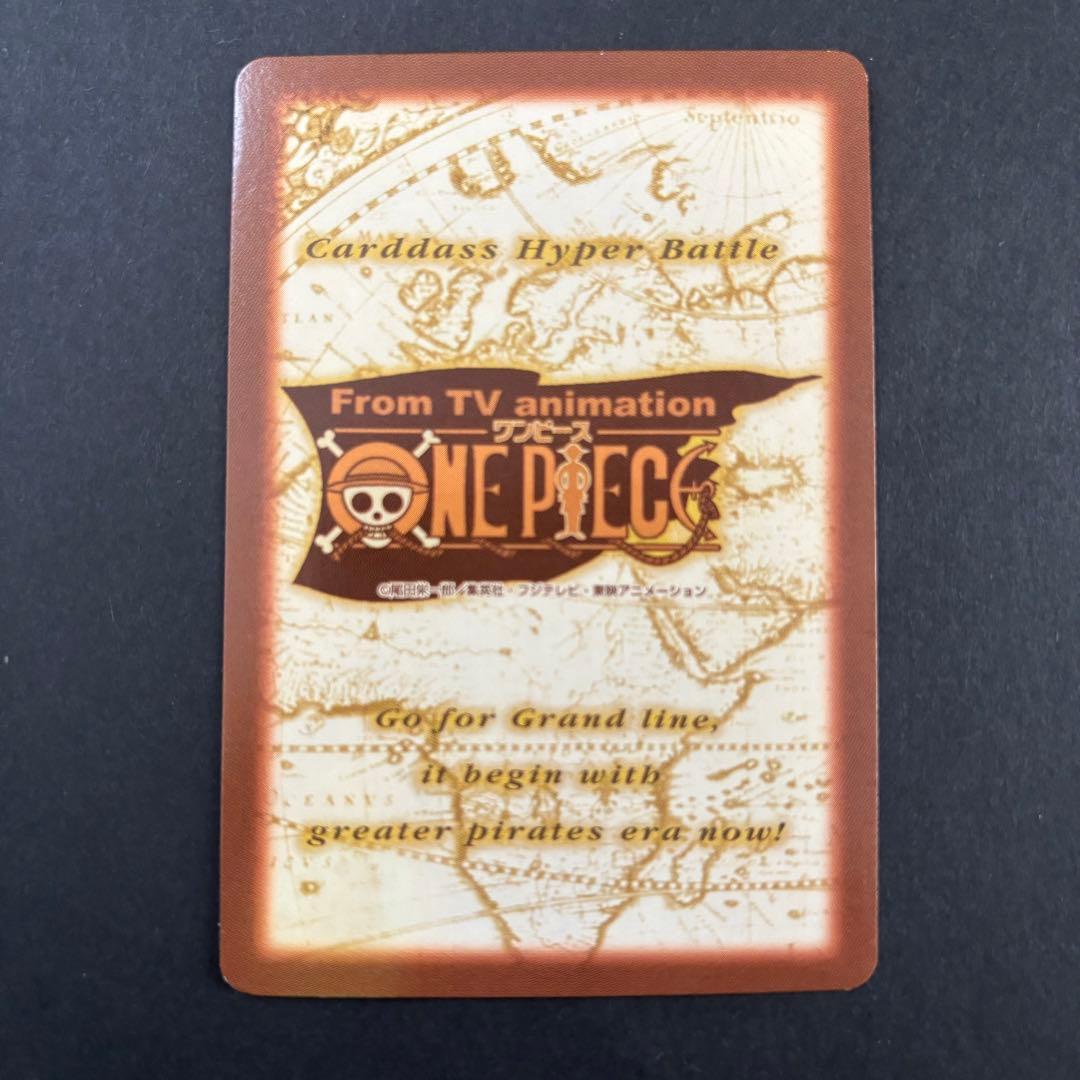 Septentrio
Carddass Hyper Battle
From TV animation
ワンピース
ONE PIECE
©尾田栄一郎／集英社・フジテレビ・東映アニメーション
Go for Grand line,
it begin with
greater pirates era now!